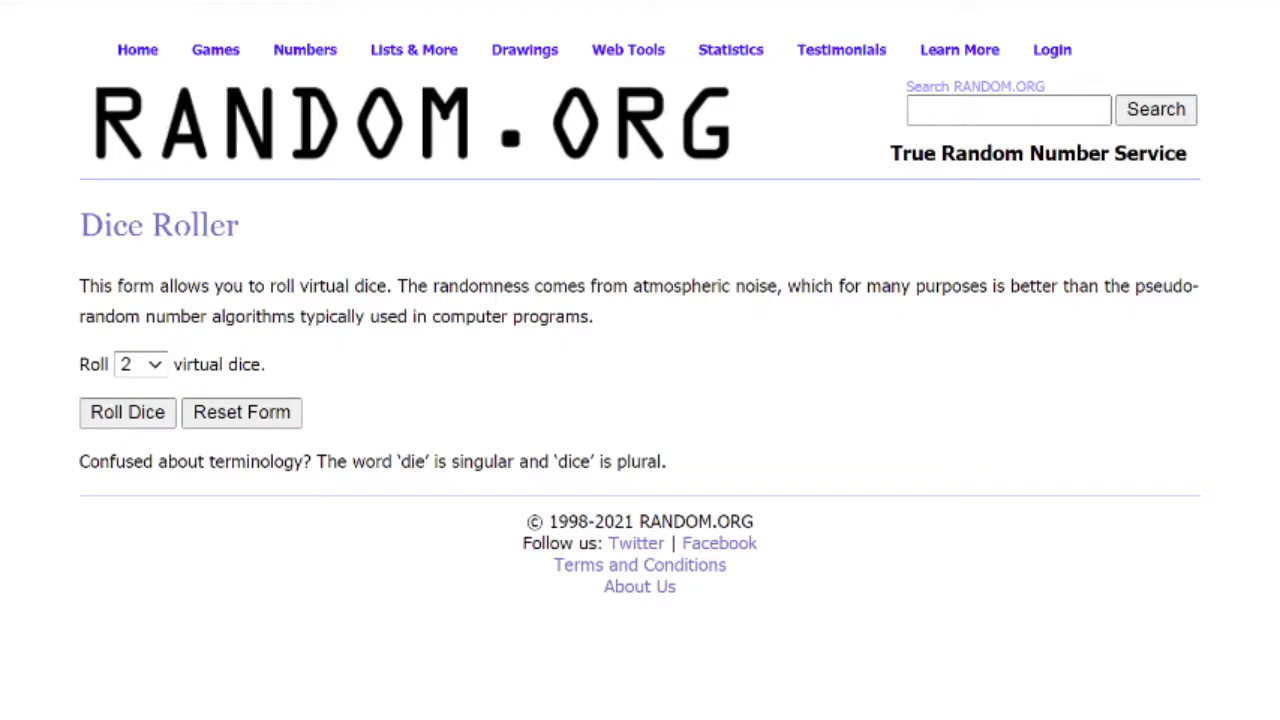 Home Games Numbers Lists & More Drawings Web Tools Statistics Testimonials Learn More Login
RANDOM.ORG
Search RANDOM.ORG
Search
True Random Number Service
Dice Roller
This form allows you to roll virtual dice. The randomness comes from atmospheric noise, which for many purposes is better than the pseudo-
random number algorithms typically used in computer programs.
Roll 2 virtual dice.
Roll Dice Reset Form
Confused about terminology? The word ‘die’ is singular and ‘dice’ is plural.
© 1998-2021 RANDOM.ORG
Follow us: Twitter | Facebook
Terms and Conditions
About Us